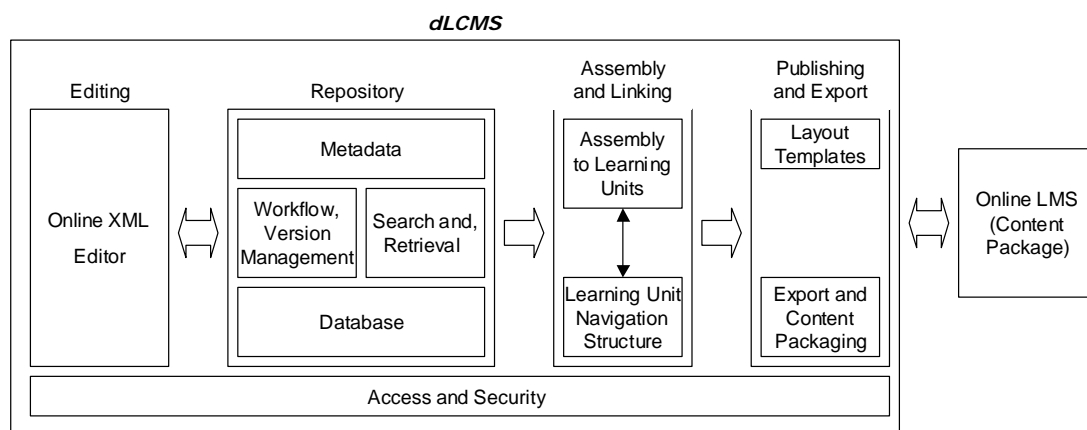 dLCMS
Editing
Online XML
Editor
Repository
Metadata
Workflow,
Version
Management
Search and,
Retrieval
Database
Assembly
and Linking
Assembly
to Learning
Units
Learning Unit
Navigation
Structure
Publishing
and Export
Layout
Templates
Export and
Content
Packaging
Online LMS
(Content
Package)
Access and Security